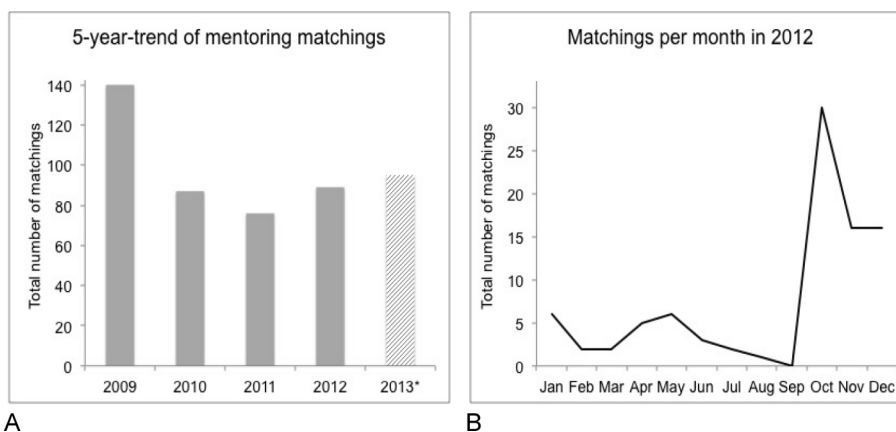 5-year-trend of mentoring matchings
Total number of matchings
140
120
100
80
60
40
20
0
2009 2010 2011 2012 2013*
A
Matchings per month in 2012
Total number of matchings
30
25
20
15
10
5
0
Jan Feb Mar Apr May Jun Jul Aug Sep Oct Nov Dec
B